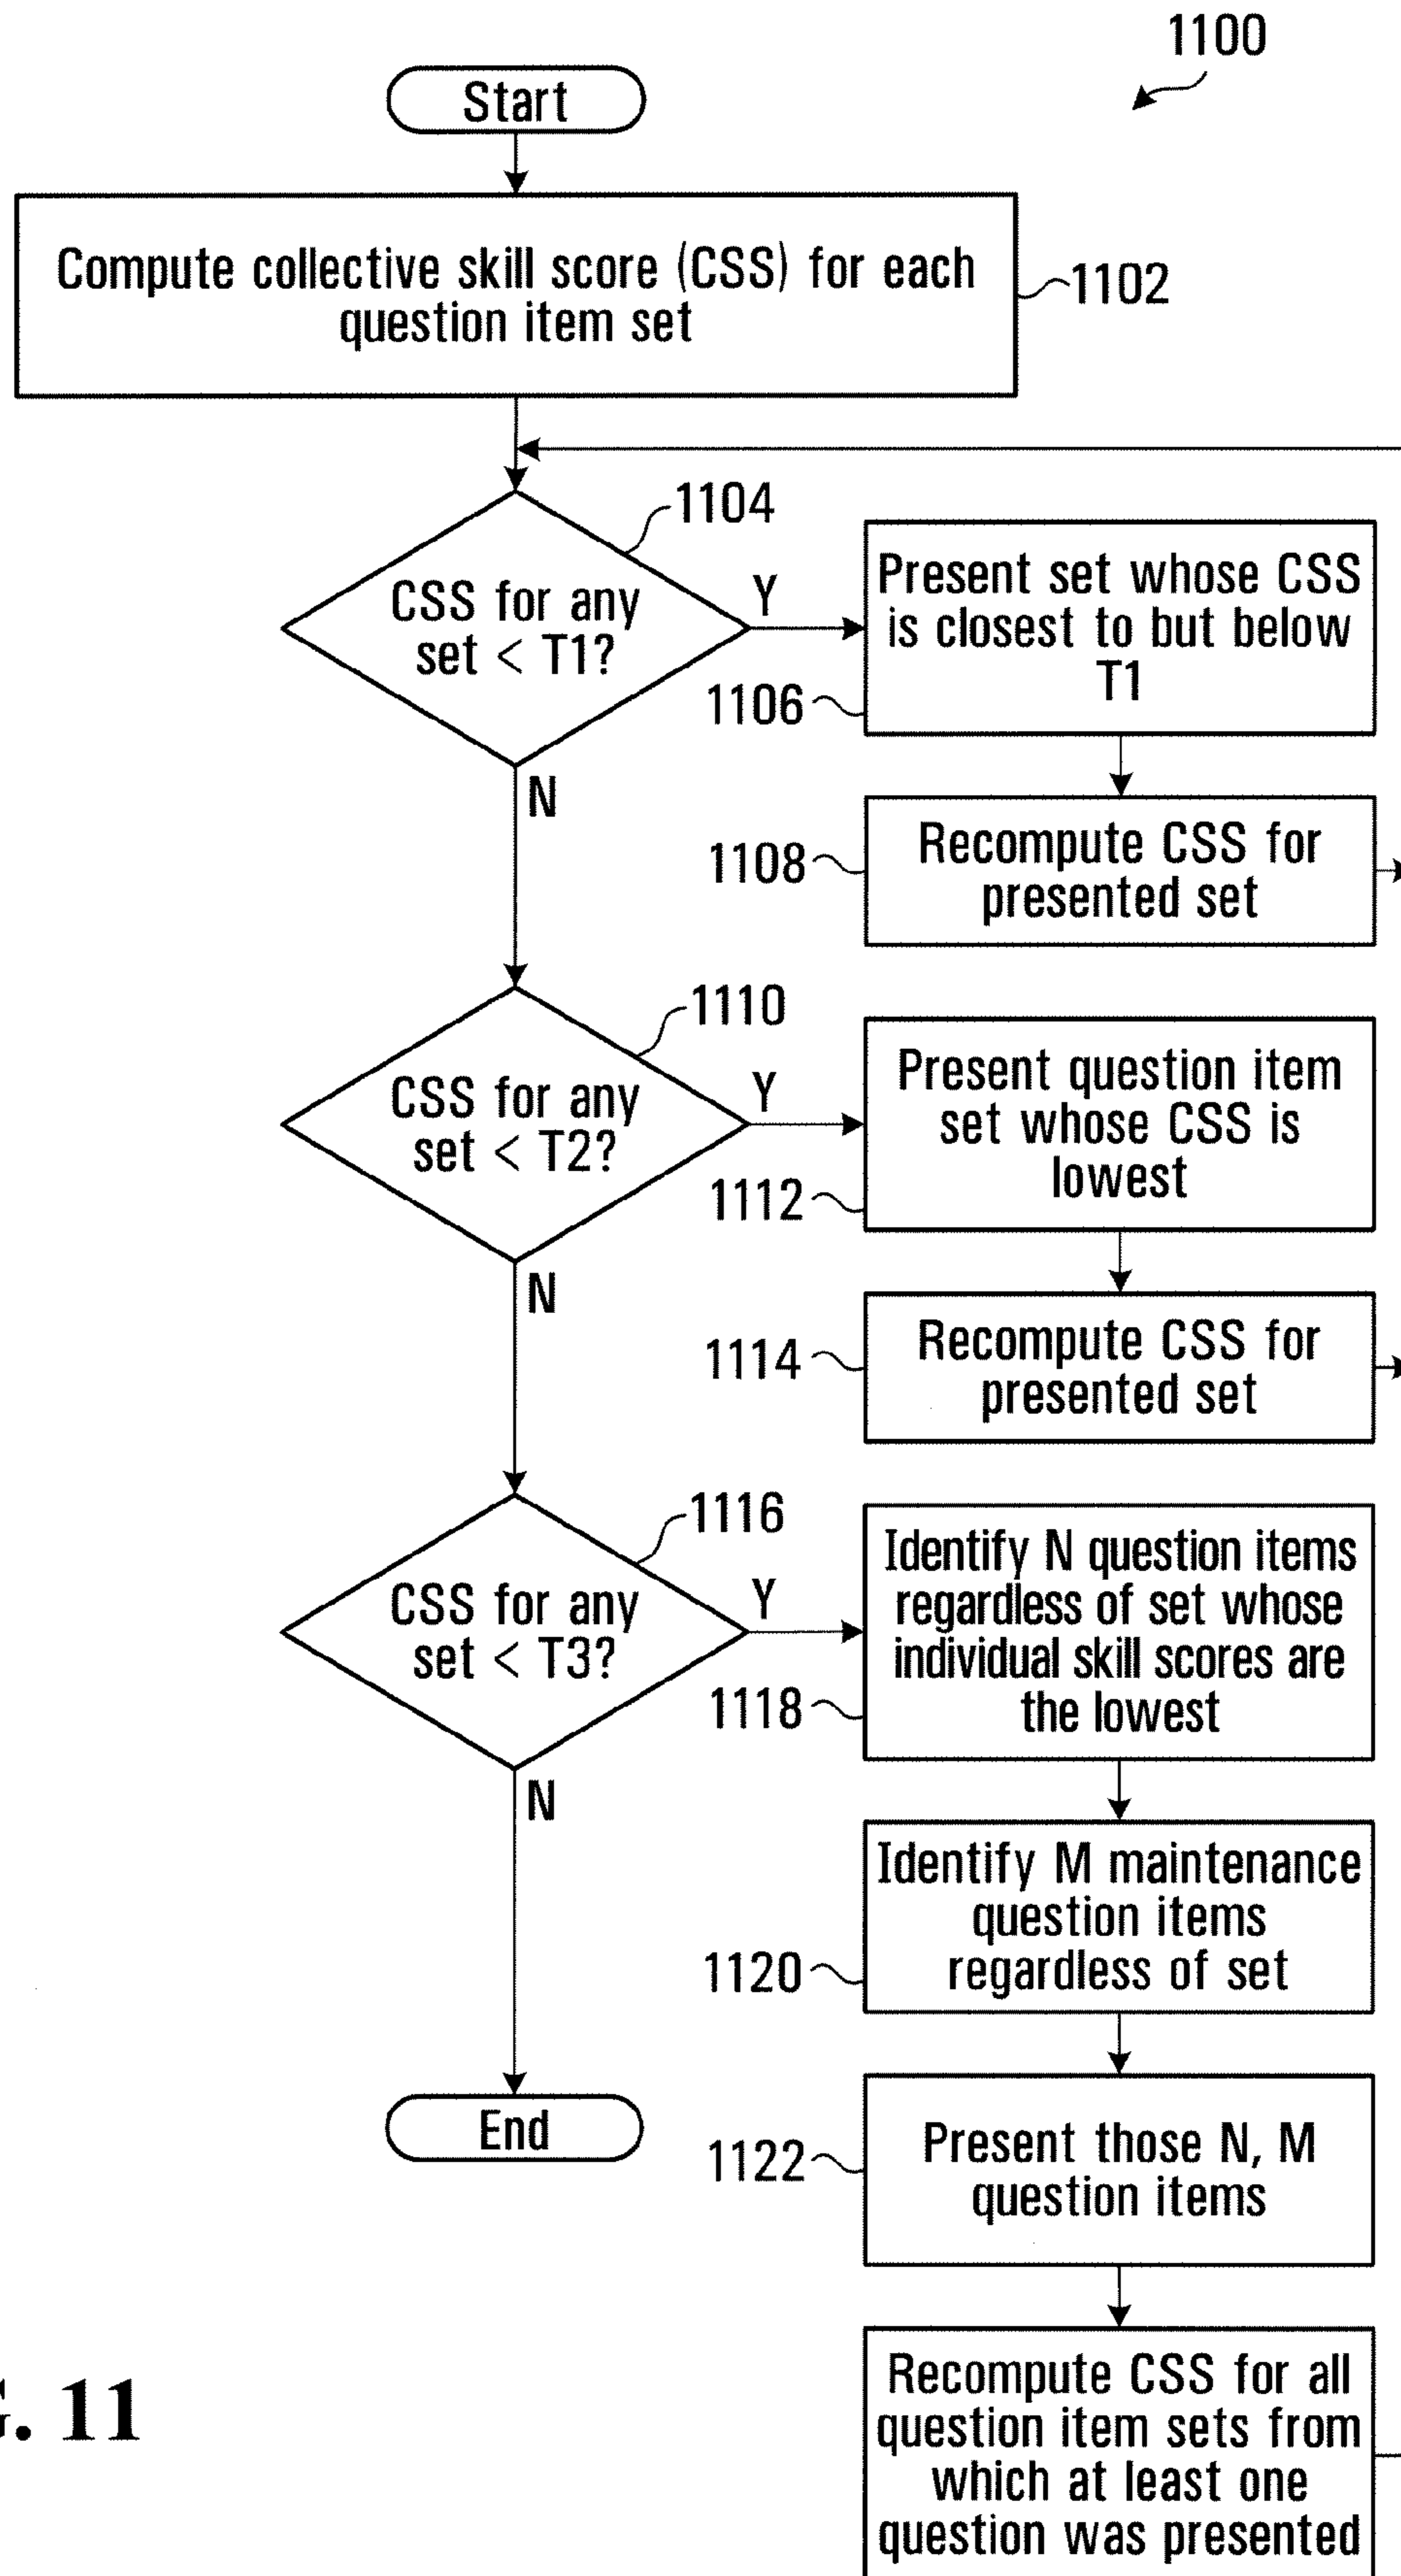 1100
Start
Compute collective skill score (CSS) for each
question item set
1102
1104
CSS for any
set < T1?
Y
N
Present set whose CSS
is closest to but below
T1
1106
Recompute CSS for
presented set
1108
1110
CSS for any
set < T2?
Y
N
Present question item
set whose CSS is
lowest
1112
Recompute CSS for
presented set
1114
1116
CSS for any
set < T3?
Y
N
Identify N question items
regardless of set whose
individual skill scores are
the lowest
1118
Identify M maintenance
question items
regardless of set
1120
End
Present those N, M
question items
1122
Recompute CSS for all
question item sets from
which at least one
question was presented
11